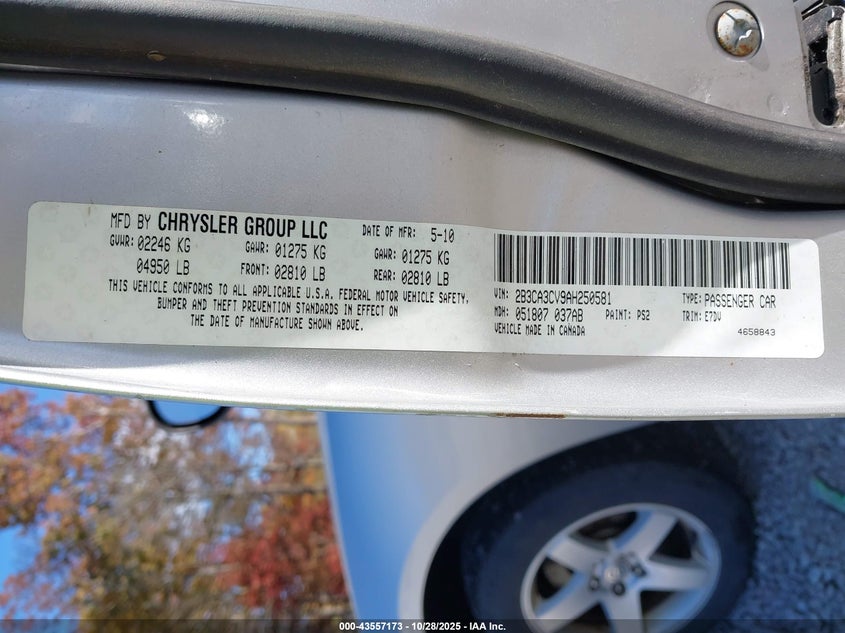 MFD BY CHRYSLER GROUP LLC DATE OF MFR: 5-10
GVWR: 02246 KG GAWR: 01275 KG GAWR: 01275 KG
04950 LB FRONT: 02810 LB REAR: 02810 LB
THIS VEHICLE CONFORMS TO ALL APPLICABLE U.S.A. FEDERAL MOTOR VEHICLE SAFETY,
BUMPER AND THEFT PREVENTION STANDARDS IN EFFECT ON
THE DATE OF MANUFACTURE SHOWN ABOVE.
VIN: 2B3CA3CV9AH250581 TYPE: PASSENGER CAR
MDH: 051807 037AB PAINT: PS2 TRIM: E7DV
VEHICLE MADE IN CANADA 4658843
000-43557173 - 10/28/2025 - IAA Inc.